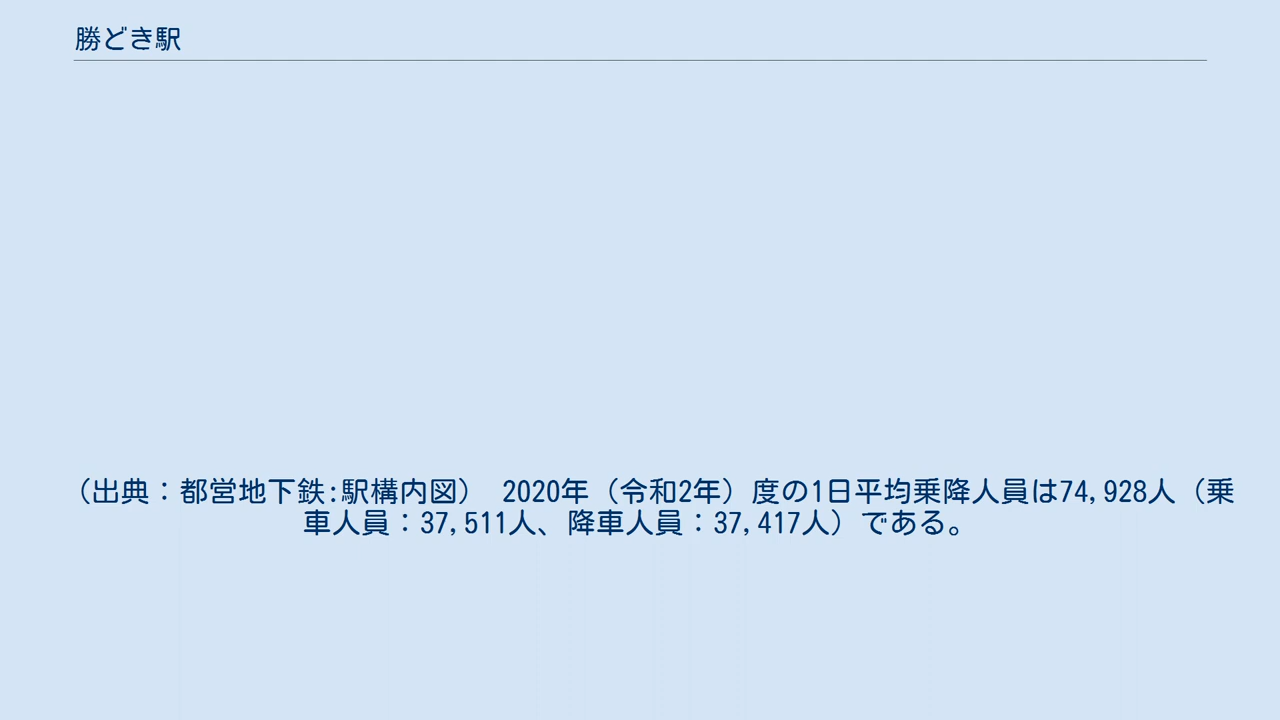 勝どき駅
（出典：都営地下鉄:駅構内図）　2020年（令和2年）度の1日平均乗降人員は74,928人（乗
車人員：37,511人、降車人員：37,417人）である。